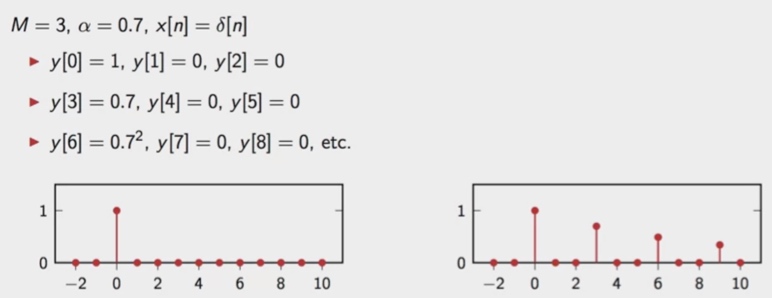 M = 3, α = 0.7, x[n] = δ[n]
► y[0] = 1, y[1] = 0, y[2] = 0
► y[3] = 0.7, y[4] = 0, y[5] = 0
► y[6] = 0.7², y[7] = 0, y[8] = 0, etc.
1
0
−2 0 2 4 6 8 10
1
0
−2 0 2 4 6 8 10